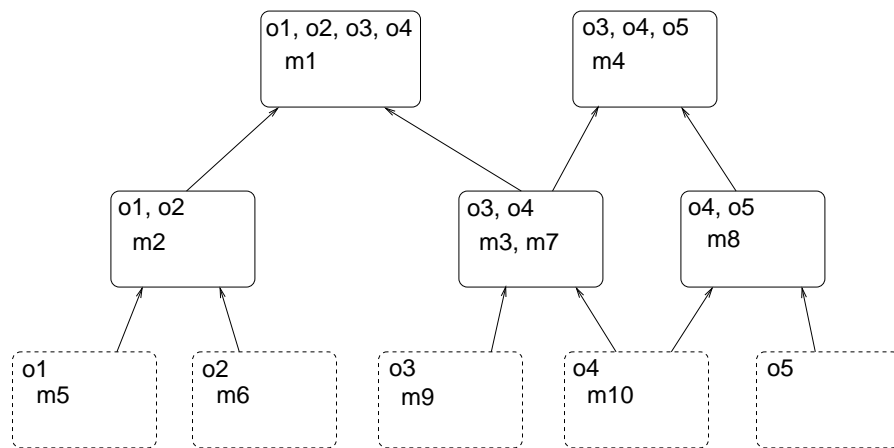 o1, o2, o3, o4
m1
o3, o4, o5
m4
o1, o2
m2
o3, o4
m3, m7
o4, o5
m8
o1
m5
o2
m6
o3
m9
o4
m10
o5